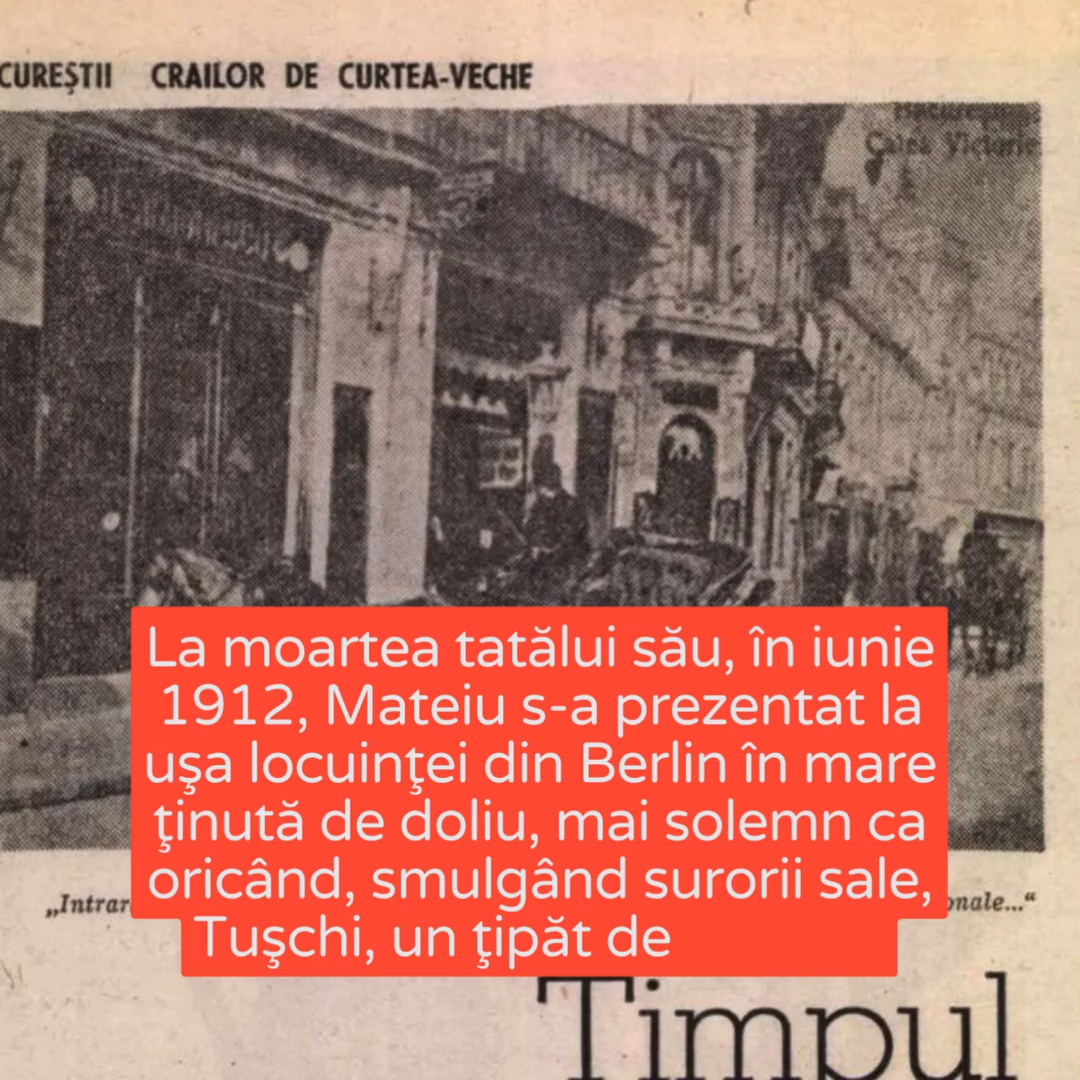 CUREŞTII CRAILOR DE CURTEA-VECHE
Calea Victorie
La moartea tatălui său, în iunie
1912, Mateiu s-a prezentat la
uşa locuinţei din Berlin în mare
ţinută de doliu, mai solemn ca
oricând, smulgând surorii sale,
Tuşchi, un ţipăt de
„Intrar
onale...“
Timpul